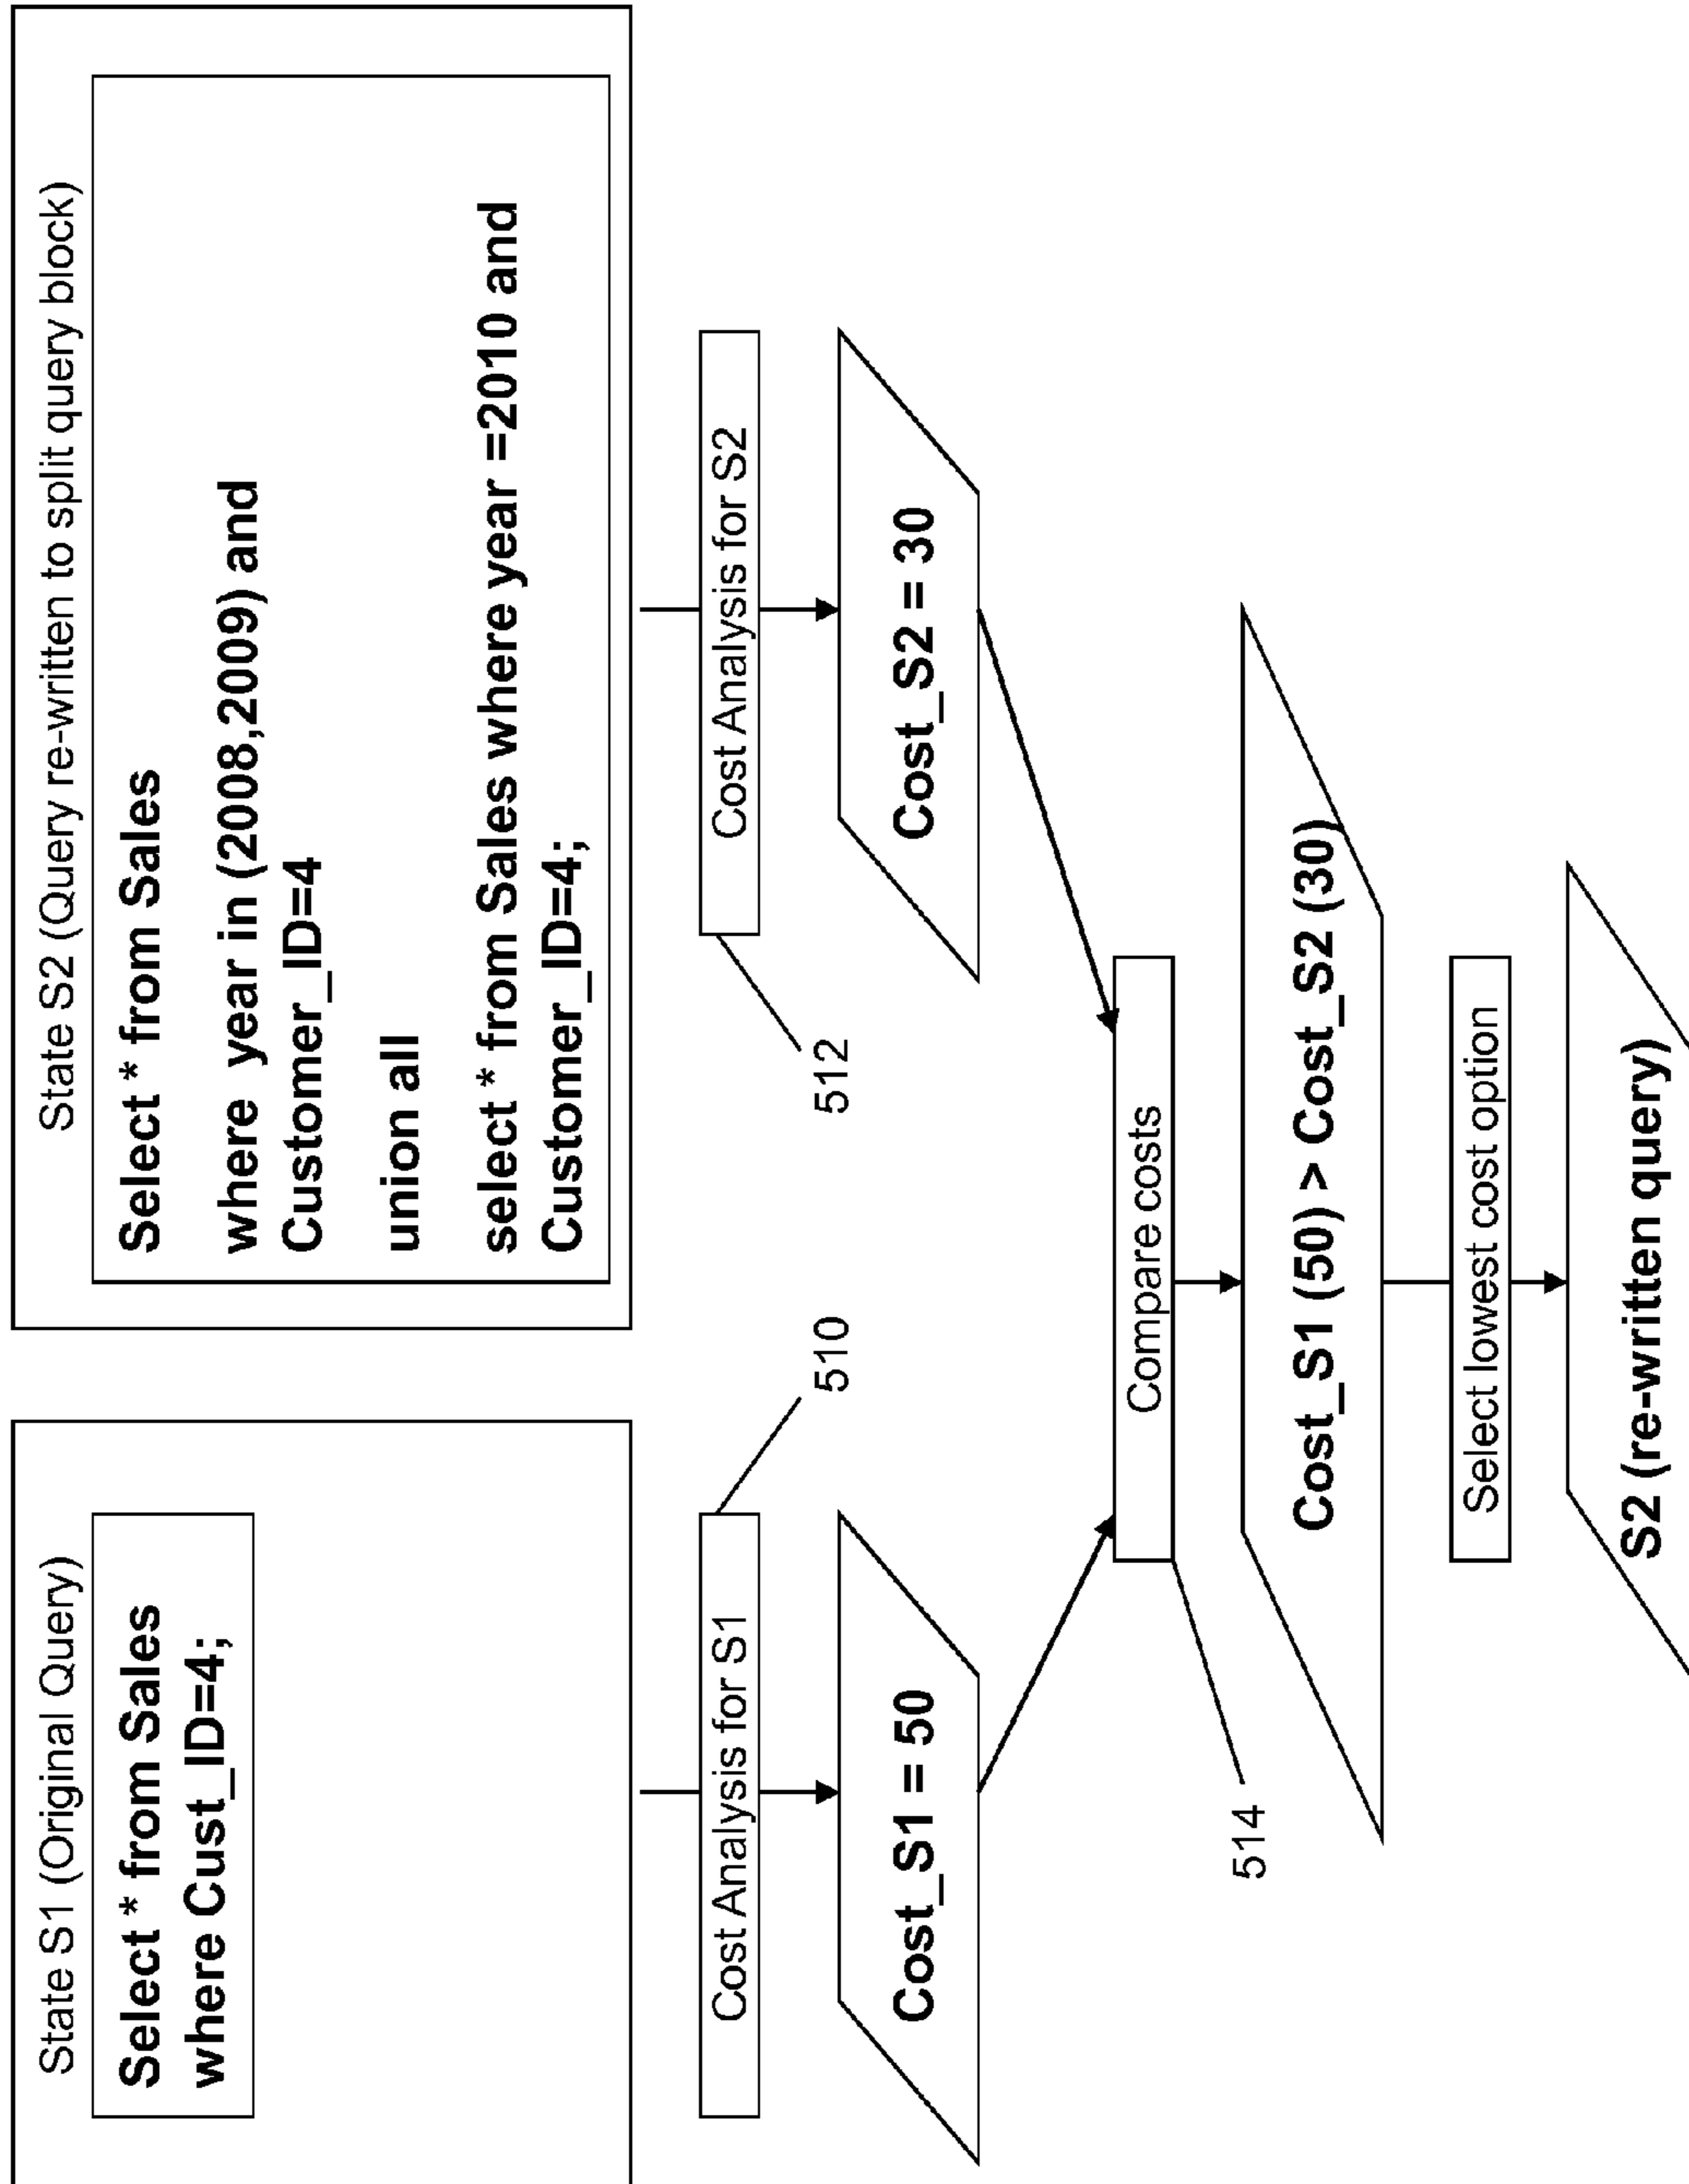 State S1 (Original Query)
Select * from Sales
where Cust_ID=4;
State S2 (Query re-written to split query block)
Select * from Sales
where  year in (2008,2009) and
Customer_ID=4
union all
select * from Sales where year =2010 and
Customer_ID=4;
Cost Analysis for S1
510
Cost Analysis for S2
512
Cost_S1 = 50
Cost_S2 = 30
Compare costs
514
Cost_S1 (50) > Cost_S2 (30)
Select lowest cost option
S2 (re-written query)